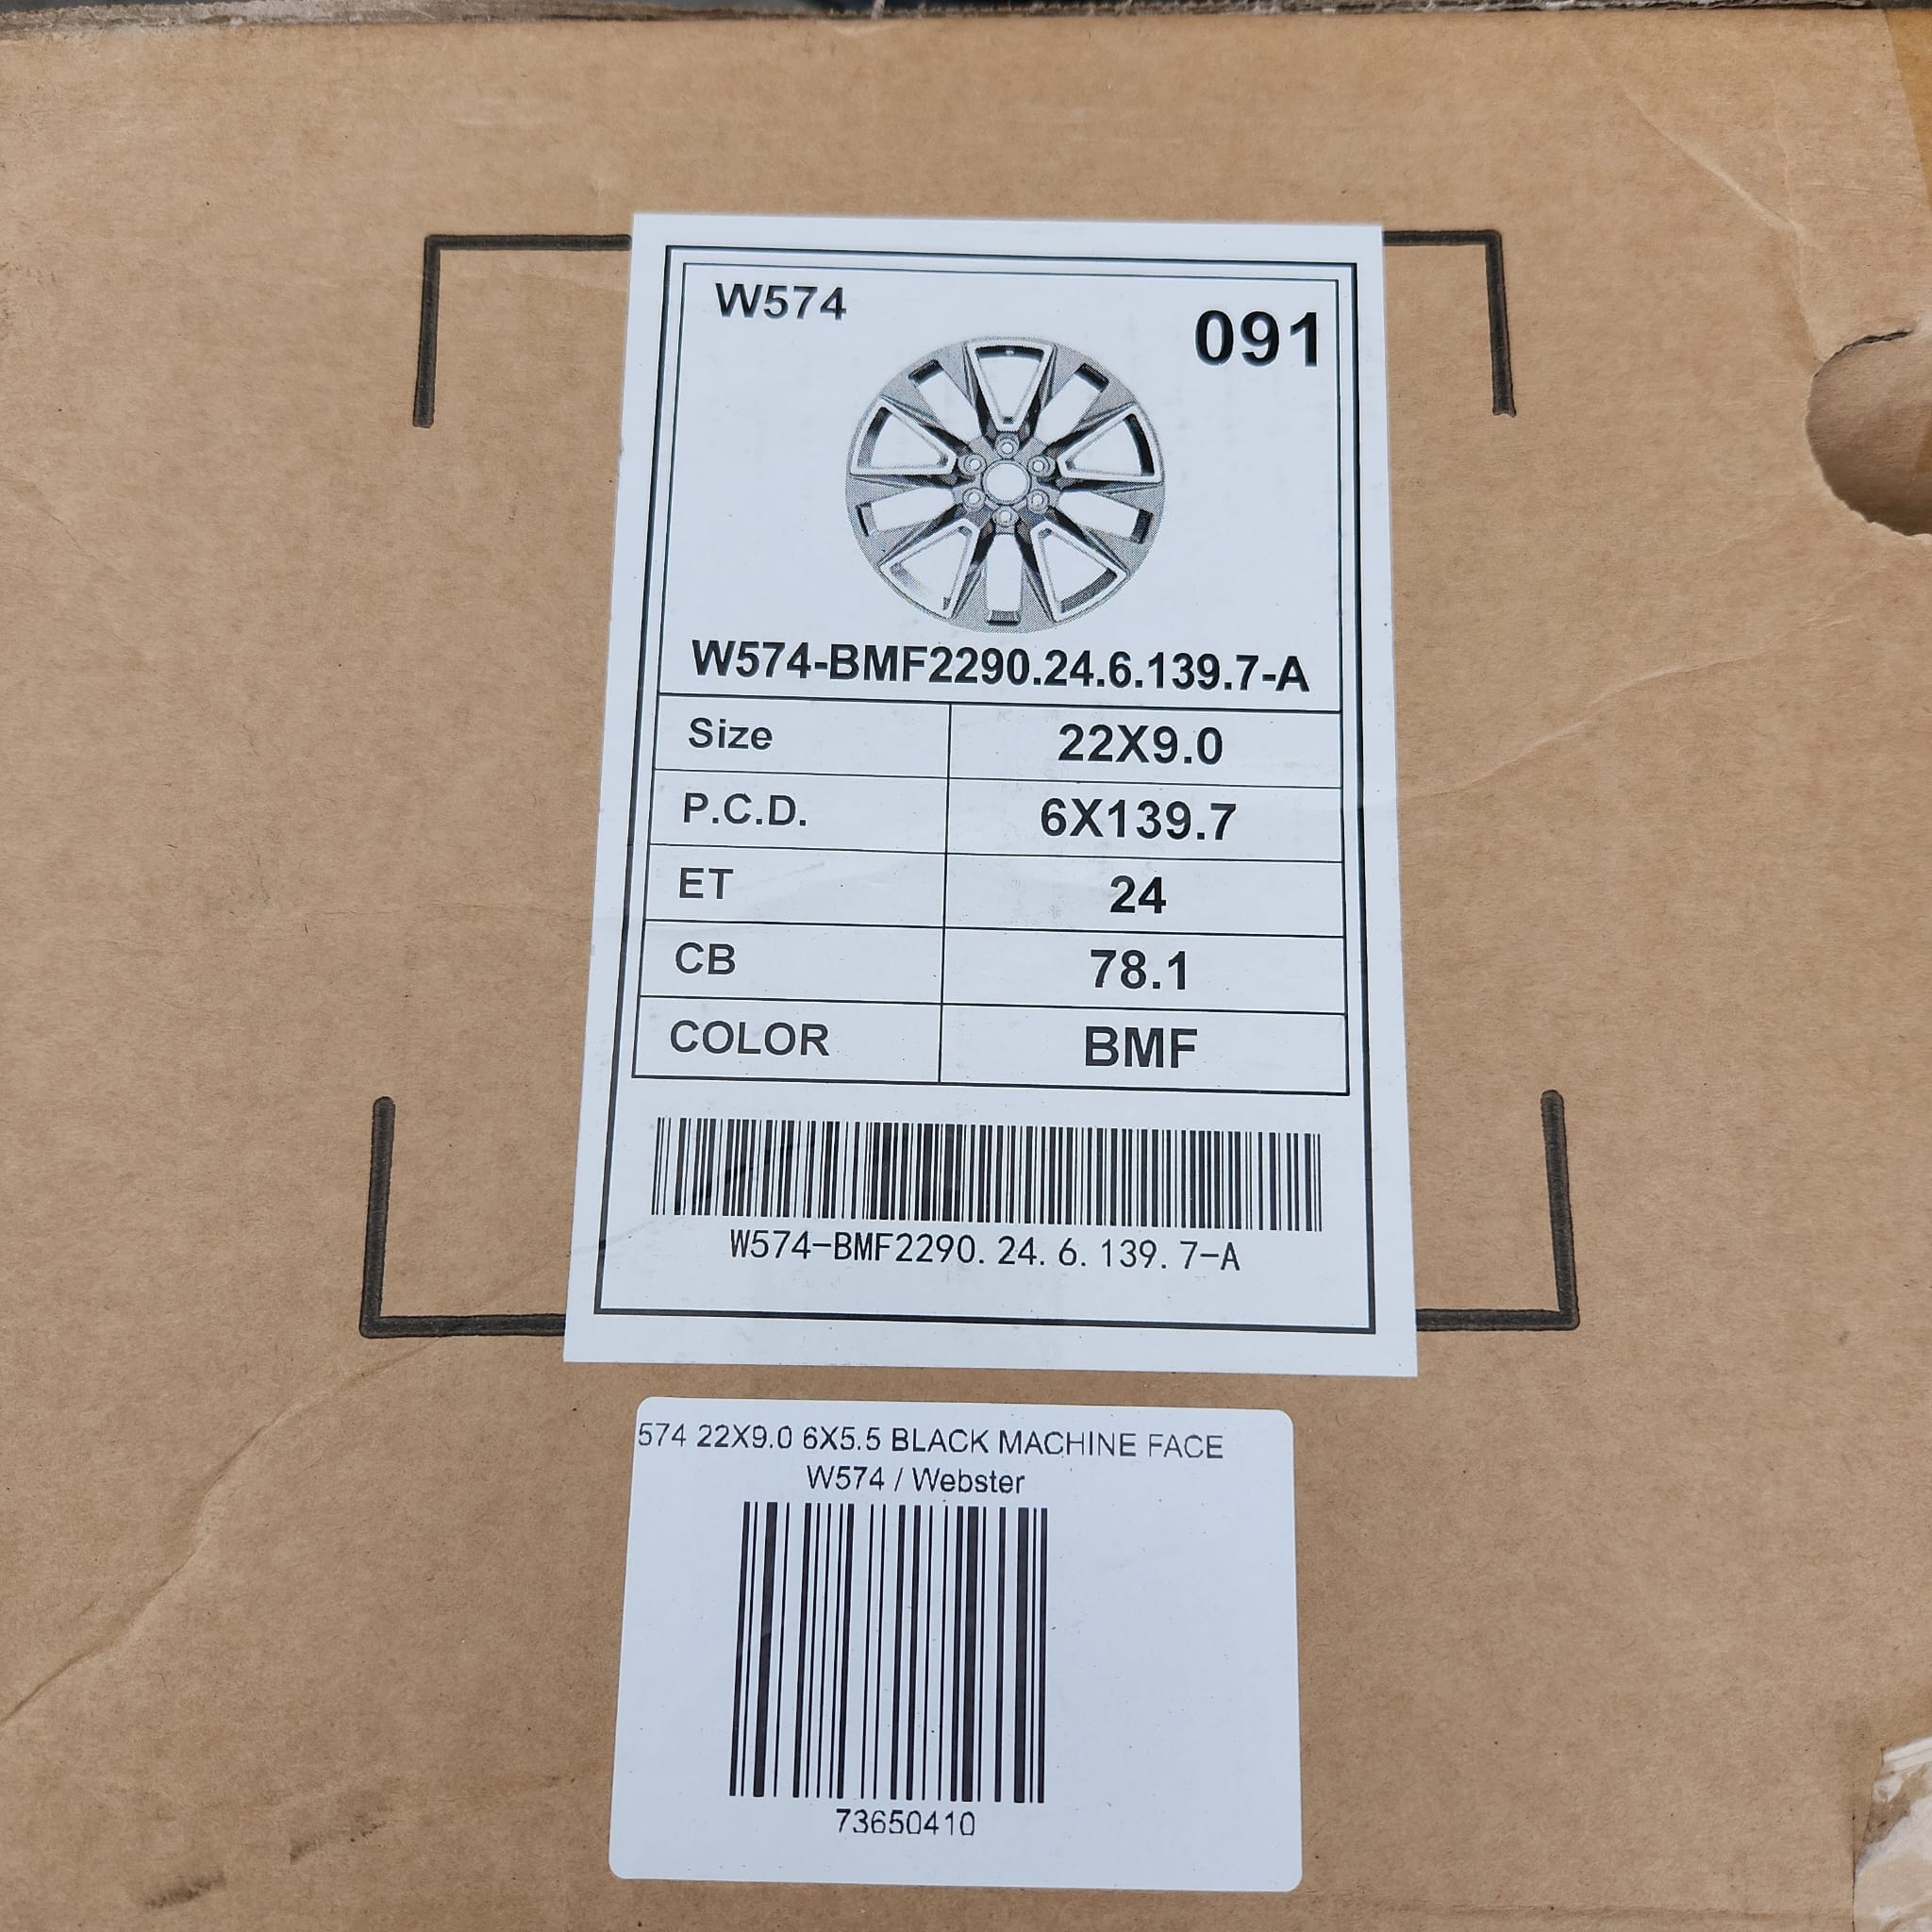 W574
091
W574-BMF2290.24.6.139.7-A
Size 22X9.0
P.C.D. 6X139.7
ET 24
CB 78.1
COLOR BMF
W574-BMF2290.24.6.139.7-A
574 22X9.0 6X5.5 BLACK MACHINE FACE
W574 / Webster
73650410